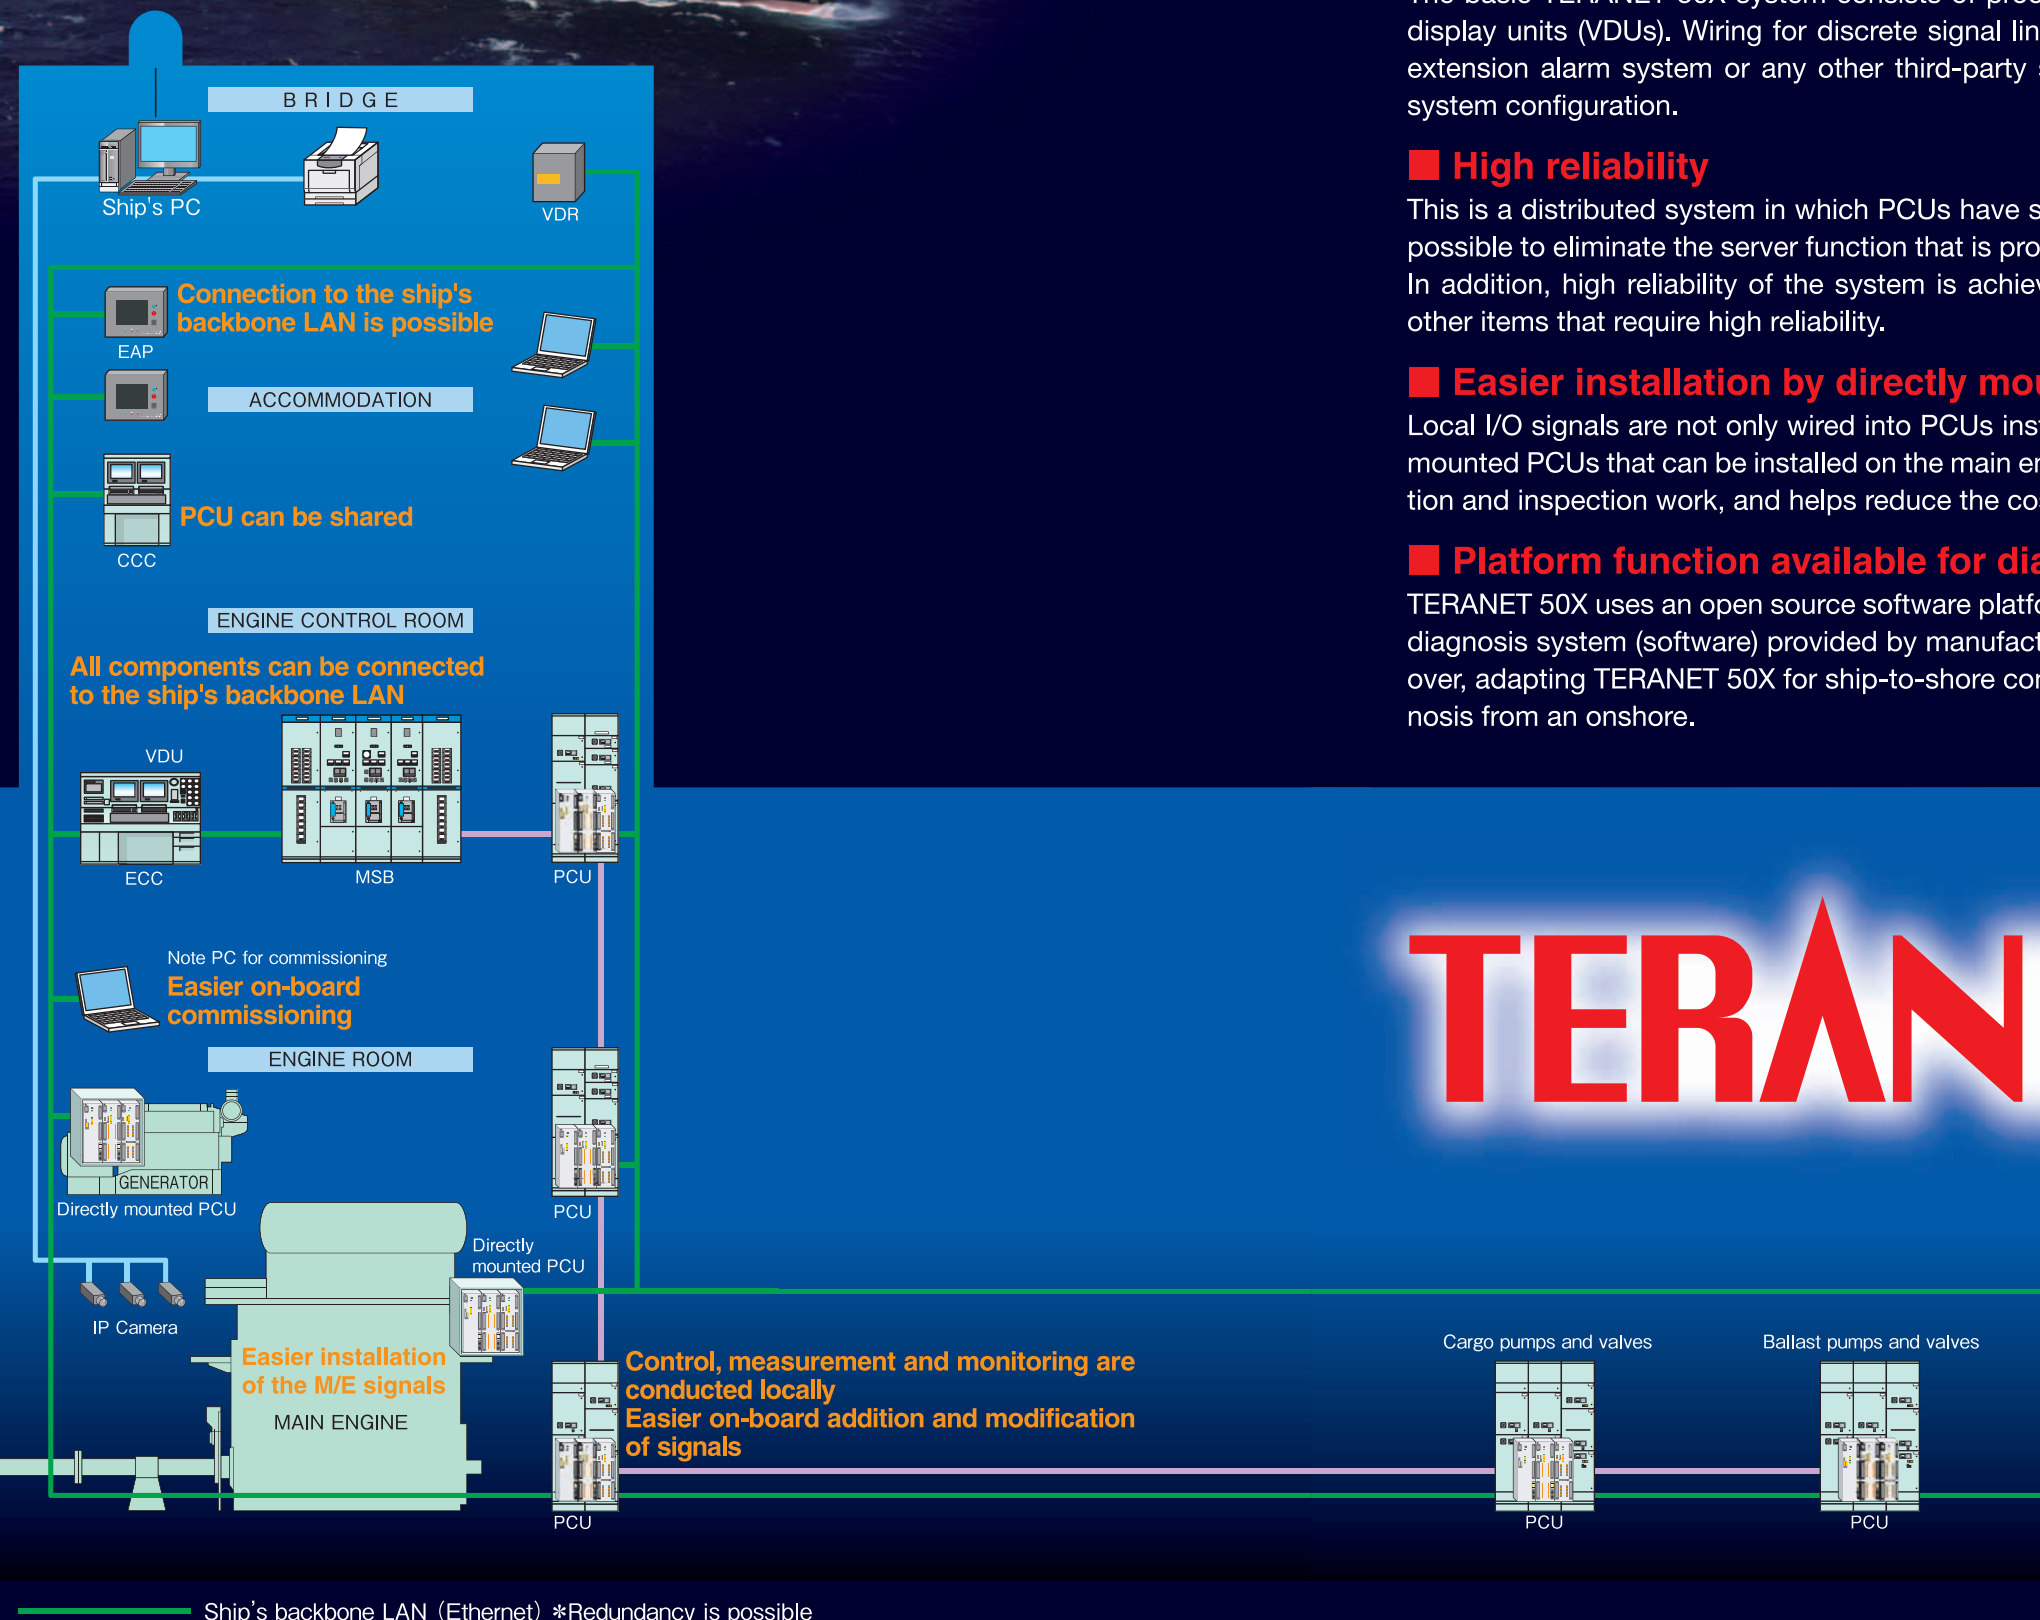 BRIDGE
Ship's PC
VDR
Connection to the ship's
backbone LAN is possible
EAP
ACCOMMODATION
PCU can be shared
CCC
ENGINE CONTROL ROOM
All components can be connected
to the ship's backbone LAN
VDU
ECC
MSB
PCU
Note PC for commissioning
Easier on-board
commissioning
ENGINE ROOM
GENERATOR
Directly mounted PCU
PCU
Directly
mounted PCU
IP Camera
Easier installation
of the M/E signals
MAIN ENGINE
Control, measurement and monitoring are
conducted locally
Easier on-board addition and modification
of signals
PCU
Cargo pumps and valves
PCU
Ballast pumps and valves
PCU
Ship's backbone LAN (Ethernet) *Redundancy is possible
The basic TERANET 50X system consists of
display units (VDUs). Wiring for discrete signal
extension alarm system or any other third-party
system configuration.
■ High reliability
This is a distributed system in which PCUs have
possible to eliminate the server function that is
In addition, high reliability of the system is
other items that require high reliability.
■ Easier installation by directly
Local I/O signals are not only wired into PCUs
mounted PCUs that can be installed on the main
tion and inspection work, and helps reduce the
■ Platform function available for
TERANET 50X uses an open source software
diagnosis system (software) provided by
over, adapting TERANET 50X for ship-to-shore
nosis from an onshore.
TERAN